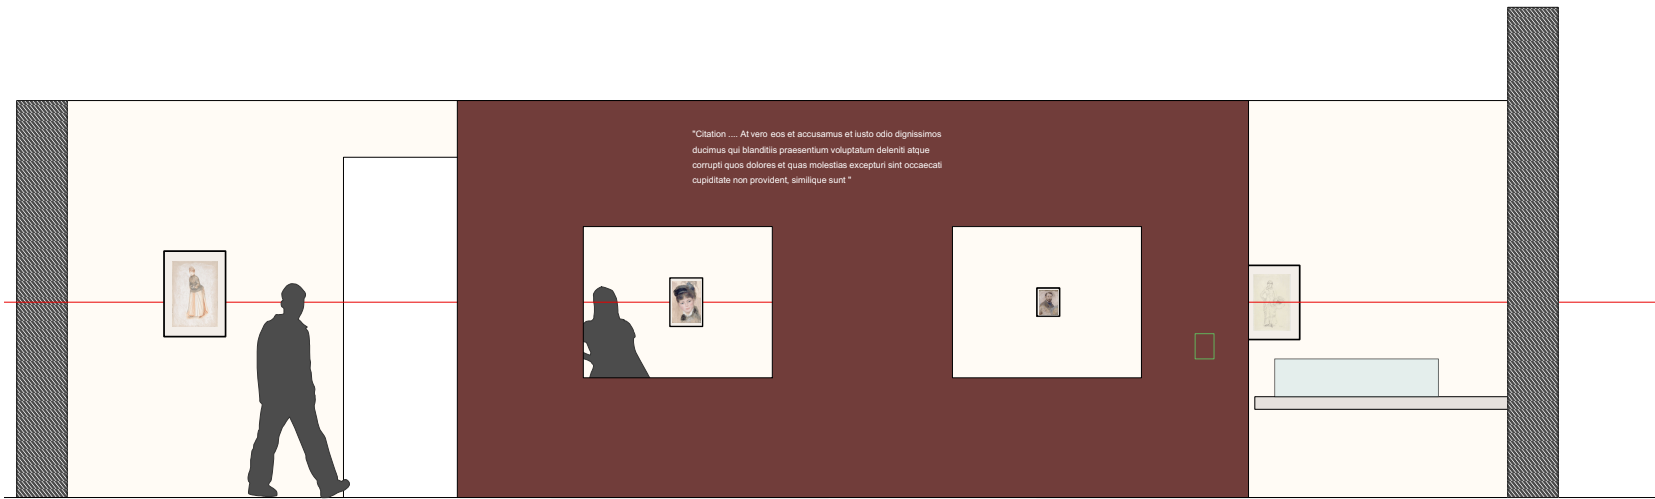 "Citation .... At vero eos et accusamus et iusto odio dignissimos
ducimus qui blanditiis praesentium voluptatum deleniti atque
corrupti quos dolores et quas molestias excepturi sint occaecati
cupiditate non provident, similique sunt "